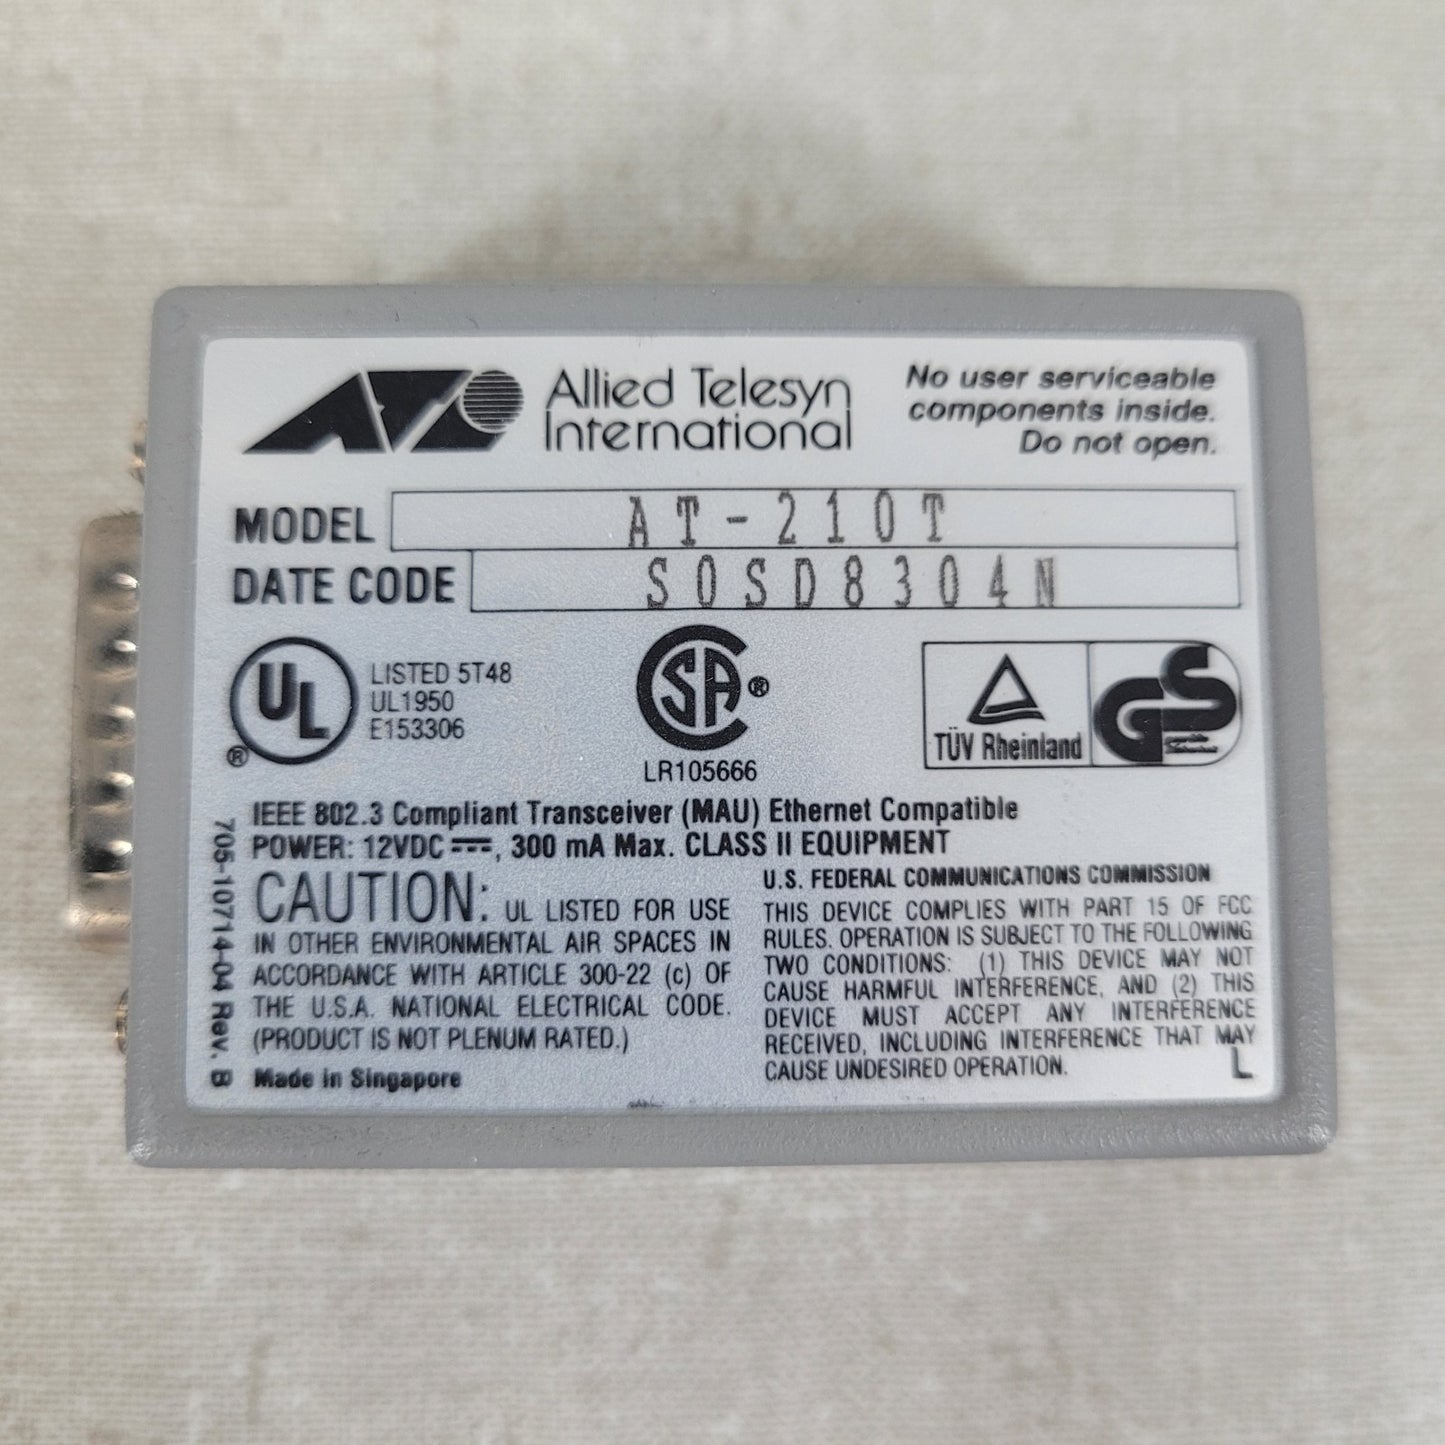 Allied Telesyn
International
No user serviceable
components inside.
Do not open.
MODEL AT-210T
DATE CODE S0SD8304N
UL
®
LISTED 5T48
UL1950
E153306
CSA®
LR105666
TÜV Rheinland
GS
geprüfte
Sicherheit
IEEE 802.3 Compliant Transceiver (MAU) Ethernet Compatible
POWER: 12VDC ⎓, 300 mA Max. CLASS II EQUIPMENT
CAUTION: UL LISTED FOR USE
IN OTHER ENVIRONMENTAL AIR SPACES IN
ACCORDANCE WITH ARTICLE 300-22 (c) OF
THE U.S.A. NATIONAL ELECTRICAL CODE.
(PRODUCT IS NOT PLENUM RATED.)
Made in Singapore
705-10714-04 Rev. B
U.S. FEDERAL COMMUNICATIONS COMMISSION
THIS DEVICE COMPLIES WITH PART 15 OF FCC
RULES. OPERATION IS SUBJECT TO THE FOLLOWING
TWO CONDITIONS: (1) THIS DEVICE MAY NOT
CAUSE HARMFUL INTERFERENCE, AND (2) THIS
DEVICE MUST ACCEPT ANY INTERFERENCE
RECEIVED, INCLUDING INTERFERENCE THAT MAY
CAUSE UNDESIRED OPERATION.
L